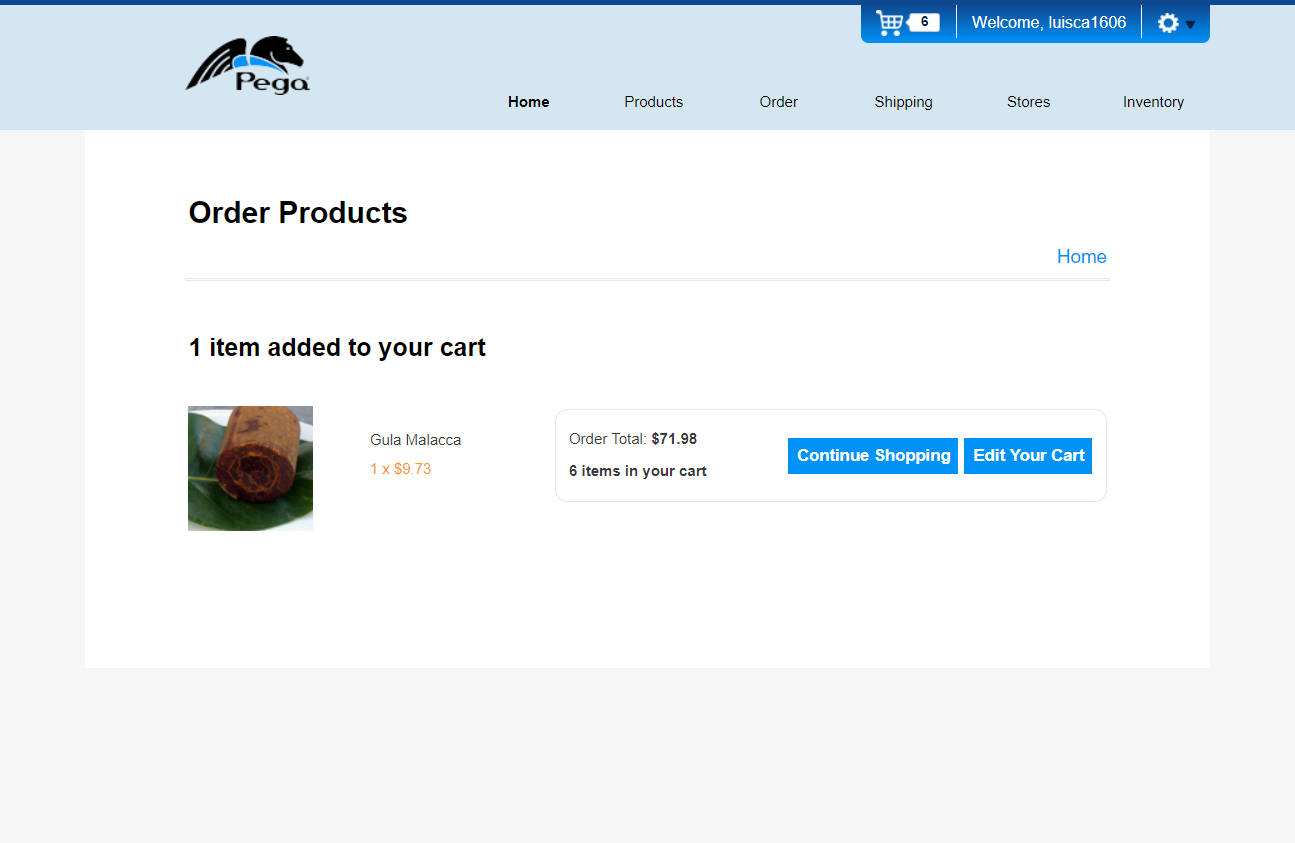 6
Welcome, luisca1606
Pega
Home
Products
Order
Shipping
Stores
Inventory
Order Products
Home
1 item added to your cart
Gula Malacca
1 x $9.73
Order Total: $71.98
6 items in your cart
Continue Shopping
Edit Your Cart